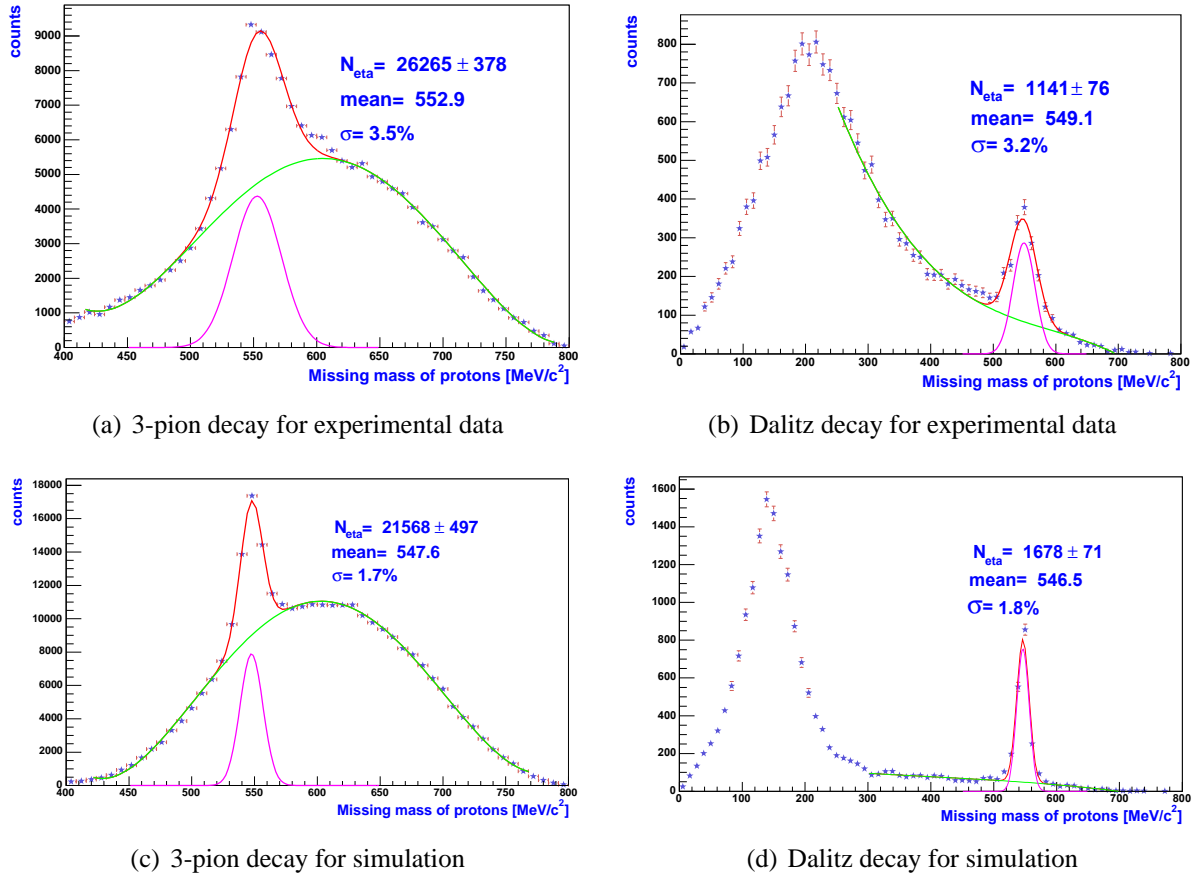 counts
9000
8000
7000
6000
5000
4000
3000
2000
1000
0
N_eta= 26265 ± 378
mean= 552.9
σ= 3.5%
400 450 500 550 600 650 700 750 800
Missing mass of protons [MeV/c²]
(a) 3-pion decay for experimental data
counts
800
700
600
500
400
300
200
100
0
N_eta= 1141 ± 76
mean= 549.1
σ= 3.2%
0 100 200 300 400 500 600 700 800
Missing mass of protons [MeV/c²]
(b) Dalitz decay for experimental data
counts
18000
16000
14000
12000
10000
8000
6000
4000
2000
0
N_eta= 21568 ± 497
mean= 547.6
σ= 1.7%
400 450 500 550 600 650 700 750 800
Missing mass of protons [MeV/c²]
(c) 3-pion decay for simulation
counts
1600
1400
1200
1000
800
600
400
200
0
N_eta= 1678 ± 71
mean= 546.5
σ= 1.8%
0 100 200 300 400 500 600 700 800
Missing mass of protons [MeV/c²]
(d) Dalitz decay for simulation